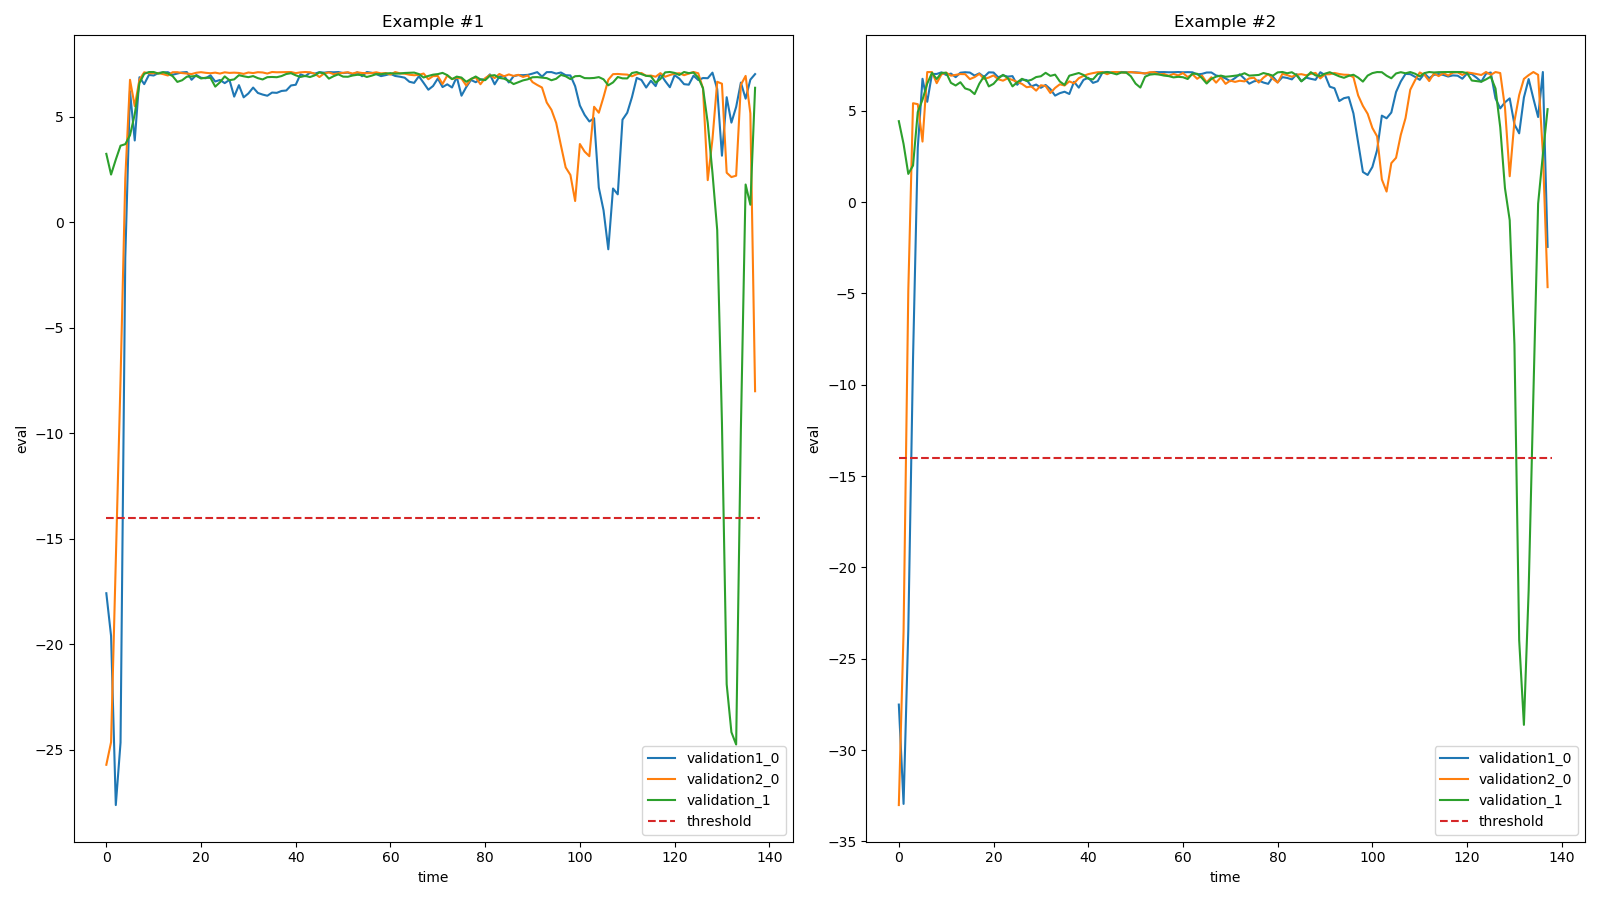 Example #1
eval
5
0
−5
−10
−15
−20
−25
0 20 40 60 80 100 120 140
time
validation1_0
validation2_0
validation_1
threshold
Example #2
eval
5
0
−5
−10
−15
−20
−25
−30
−35
0 20 40 60 80 100 120 140
time
validation1_0
validation2_0
validation_1
threshold